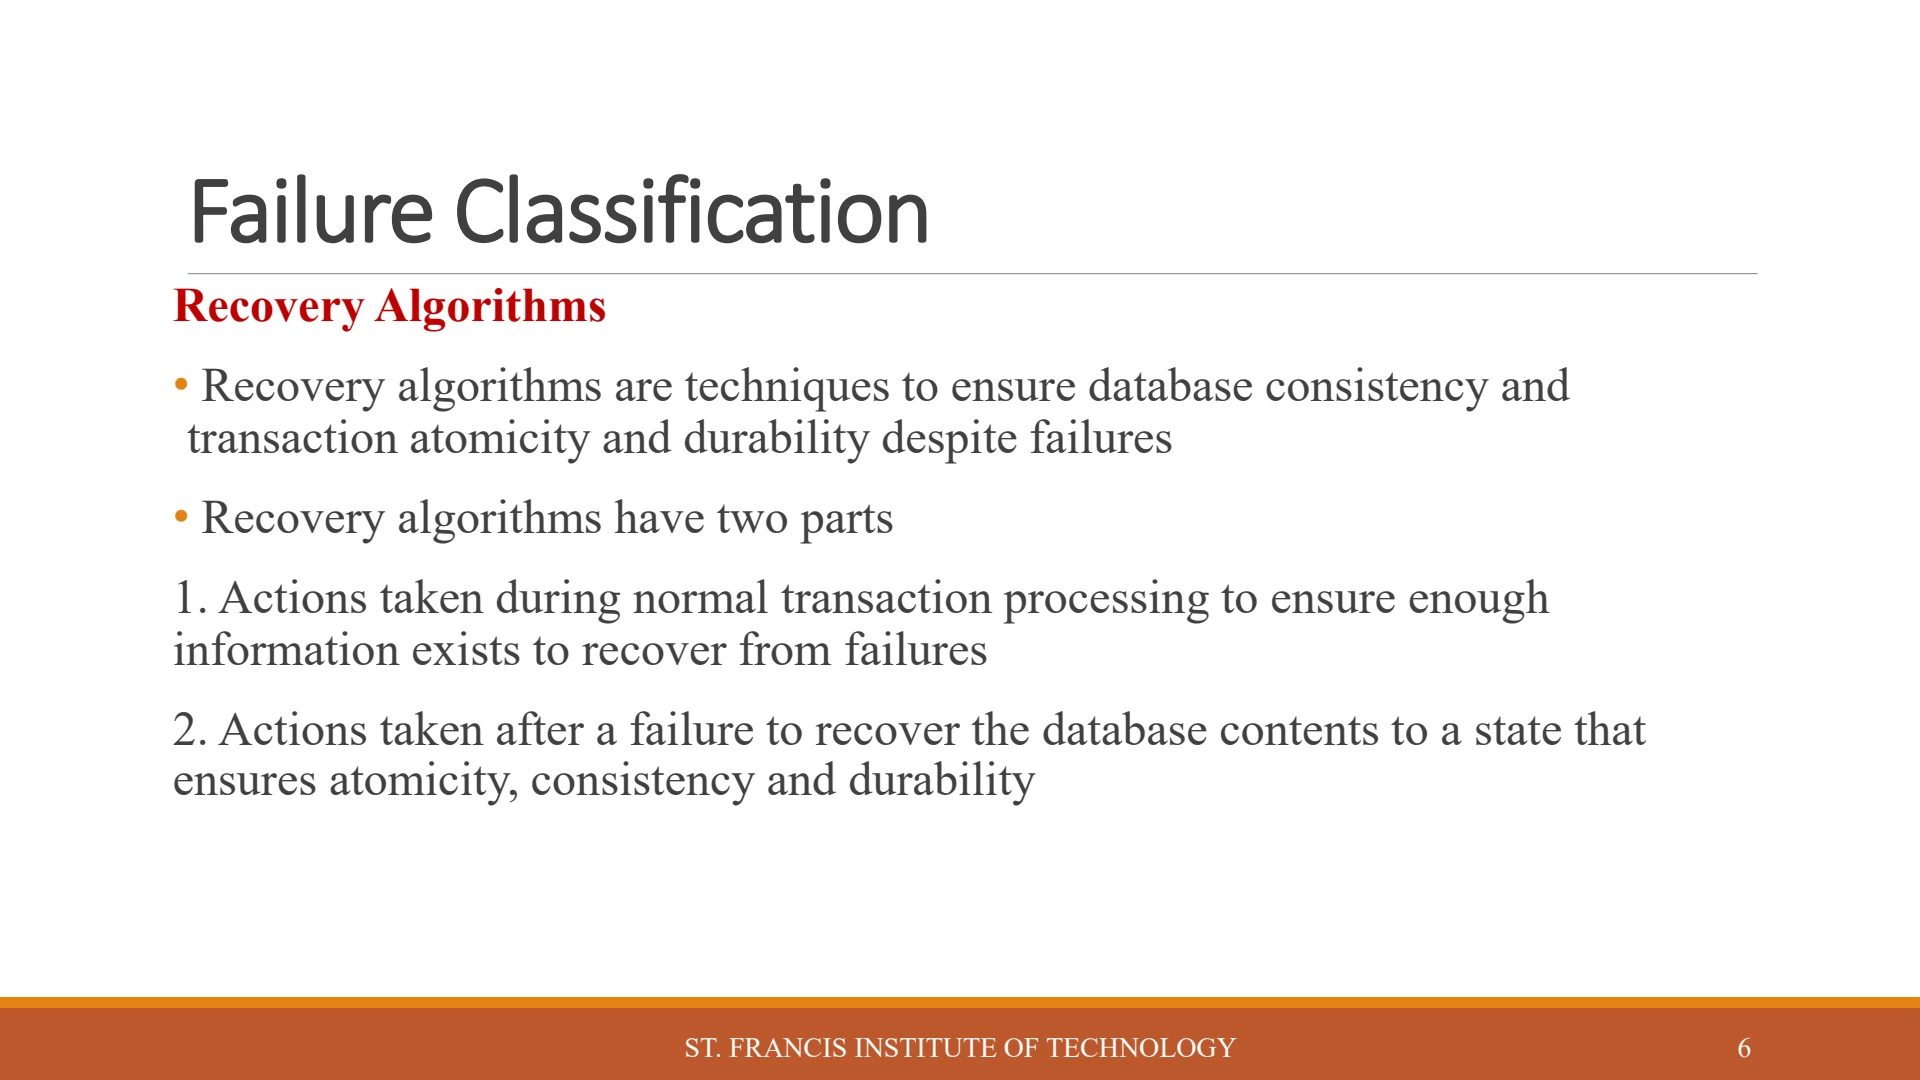 Failure Classification
Recovery Algorithms
• Recovery algorithms are techniques to ensure database consistency and
transaction atomicity and durability despite failures
• Recovery algorithms have two parts
1. Actions taken during normal transaction processing to ensure enough
information exists to recover from failures
2. Actions taken after a failure to recover the database contents to a state that
ensures atomicity, consistency and durability
ST. FRANCIS INSTITUTE OF TECHNOLOGY
6